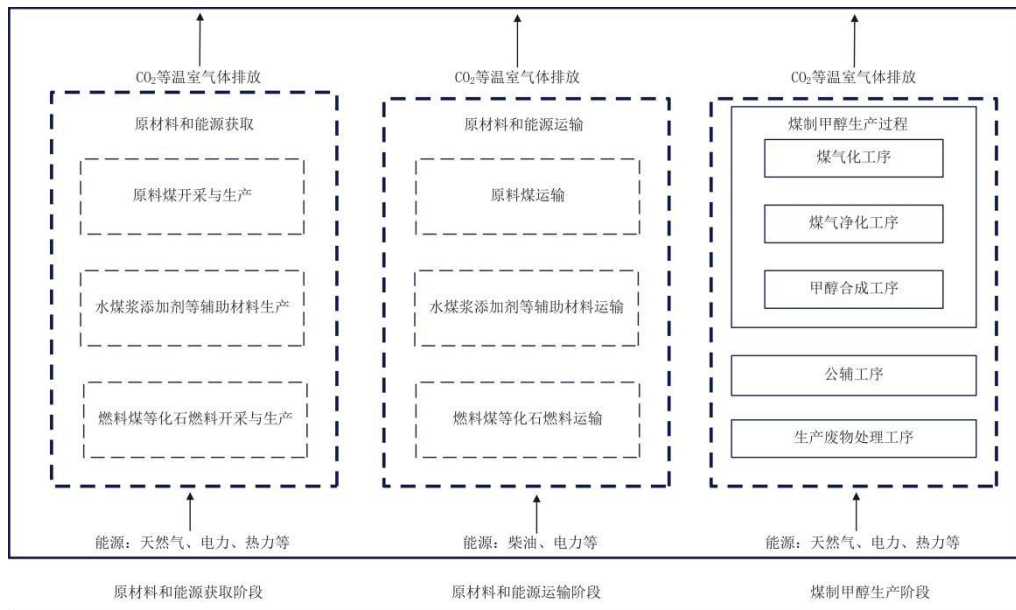 CO₂等温室气体排放
原材料和能源获取
原料煤开采与生产
水煤浆添加剂等辅助材料生产
燃料煤等化石燃料开采与生产
能源：天然气、电力、热力等
原材料和能源获取阶段
CO₂等温室气体排放
原材料和能源运输
原料煤运输
水煤浆添加剂等辅助材料运输
燃料煤等化石燃料运输
能源：柴油、电力等
原材料和能源运输阶段
CO₂等温室气体排放
煤制甲醇生产过程
煤气化工序
煤气净化工序
甲醇合成工序
公辅工序
生产废物处理工序
能源：天然气、电力、热力等
煤制甲醇生产阶段